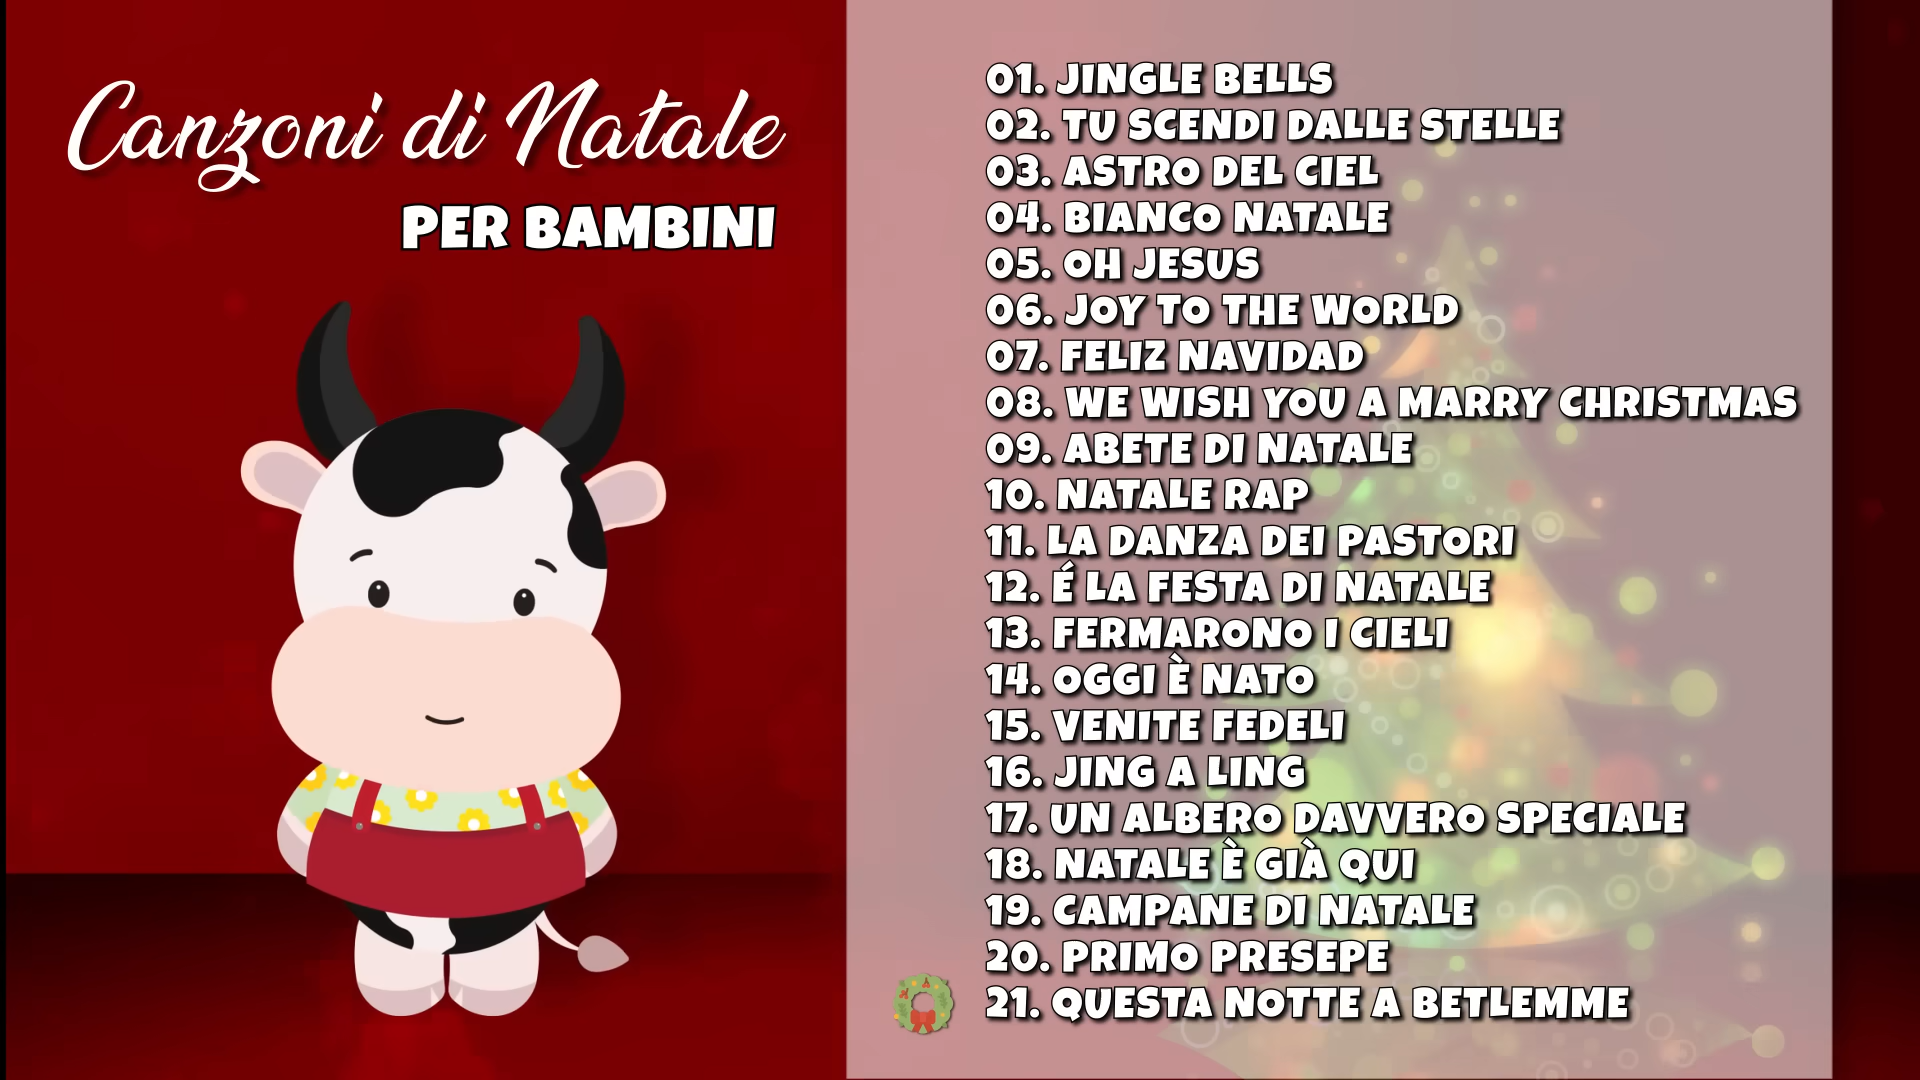 Canzoni di Natale
PER BAMBINI
01. JINGLE BELLS
02. TU SCENDI DALLE STELLE
03. ASTRO DEL CIEL
04. BIANCO NATALE
05. OH JESUS
06. JOY TO THE WORLD
07. FELIZ NAVIDAD
08. WE WISH YOU A MARRY CHRISTMAS
09. ABETE DI NATALE
10. NATALE RAP
11. LA DANZA DEI PASTORI
12. É LA FESTA DI NATALE
13. FERMARONO I CIELI
14. OGGI È NATO
15. VENITE FEDELI
16. JING A LING
17. UN ALBERO DAVVERO SPECIALE
18. NATALE È GIÀ QUI
19. CAMPANE DI NATALE
20. PRIMO PRESEPE
21. QUESTA NOTTE A BETLEMME